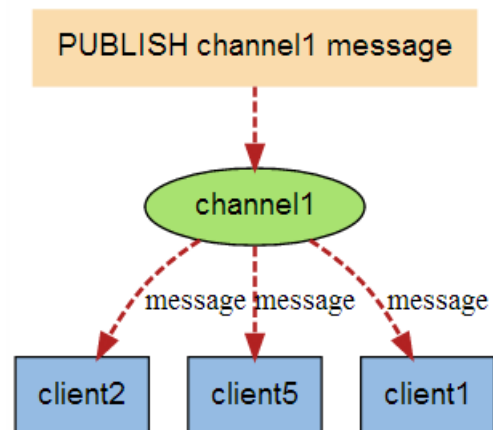 PUBLISH channel1 message
channel1
message message message
client2 client5 client1